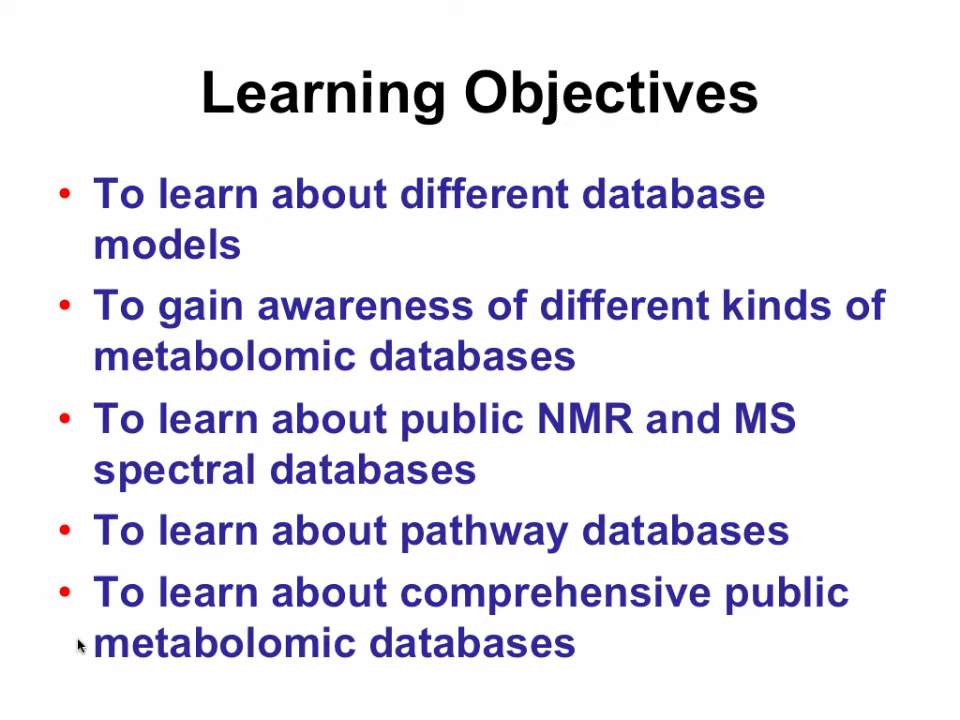 Learning Objectives
• To learn about different database
models
• To gain awareness of different kinds of
metabolomic databases
• To learn about public NMR and MS
spectral databases
• To learn about pathway databases
• To learn about comprehensive public
metabolomic databases